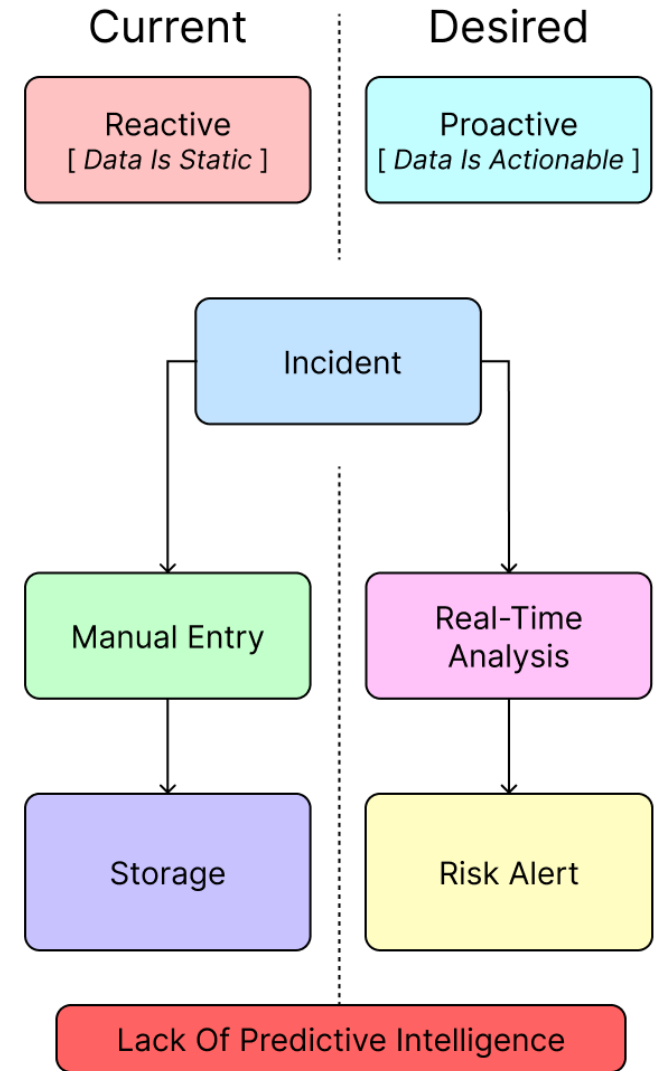 Current
Desired
Reactive
[ Data Is Static ]
Proactive
[ Data Is Actionable ]
Incident
Manual Entry
Real-Time
Analysis
Storage
Risk Alert
Lack Of Predictive Intelligence